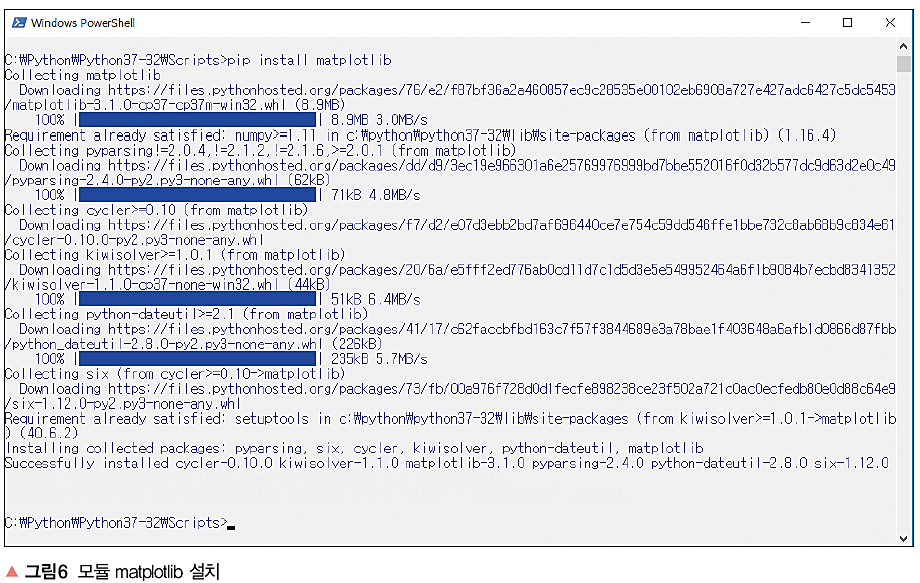 Windows PowerShell
C:₩Python₩Python37-32₩Scripts>pip install matplotlib
Collecting matplotlib
Downloading https://files.pythonhosted.org/packages/76/e2/f87bf36a2a460857ec9c28535e00102eb6908a727e427adc6427c5dc5453
/matplotlib-3.1.0-cp37-cp37m-win32.whl (8.9MB)
100% | | 8.9MB 3.0MB/s
Requirement already satisfied: numpy>=1.11 in c:₩python₩python37-32₩lib₩site-packages (from matplotlib) (1.16.4)
Collecting pyparsing!=2.0.4,!=2.1.2,!=2.1.6,>=2.0.1 (from matplotlib)
Downloading https://files.pythonhosted.org/packages/dd/d9/3ec19e966301a6e25769976999bd7bbe552016f0d32b577dc9d63d2e0c49
/pyparsing-2.4.0-py2.py3-none-any.whl (62kB)
100% | | 71kB 4.8MB/s
Collecting cycler>=0.10 (from matplotlib)
Downloading https://files.pythonhosted.org/packages/f7/d2/e07d3ebb2bd7af696440ce7e754c59dd546ffe1bbe732c8ab68b9c834e61
/cycler-0.10.0-py2.py3-none-any.whl
Collecting kiwisolver>=1.0.1 (from matplotlib)
Downloading https://files.pythonhosted.org/packages/20/6a/e5fff2ed776ab0cd11d7c1d5d3e5e549952464a6f1b9084b7ecbd8341352
/kiwisolver-1.1.0-cp37-none-win32.whl (44kB)
100% | | 51kB 6.4MB/s
Collecting python-dateutil>=2.1 (from matplotlib)
Downloading https://files.pythonhosted.org/packages/41/17/c62faccbfbd163c7f57f3844689e3a78bae1f403648a6afb1d0866d87fbb
/python_dateutil-2.8.0-py2.py3-none-any.whl (226kB)
100% | | 235kB 5.7MB/s
Collecting six (from cycler>=0.10->matplotlib)
Downloading https://files.pythonhosted.org/packages/73/fb/00a976f728d0d1fecfe898238ce23f502a721c0ac0ecfedb80e0d88c64e9
/six-1.12.0-py2.py3-none-any.whl
Requirement already satisfied: setuptools in c:₩python₩python37-32₩lib₩site-packages (from kiwisolver>=1.0.1->matplotlib
) (40.6.2)
Installing collected packages: pyparsing, six, cycler, kiwisolver, python-dateutil, matplotlib
Successfully installed cycler-0.10.0 kiwisolver-1.1.0 matplotlib-3.1.0 pyparsing-2.4.0 python-dateutil-2.8.0 six-1.12.0
C:₩Python₩Python37-32₩Scripts>
▲ 그림6 모듈 matplotlib 설치